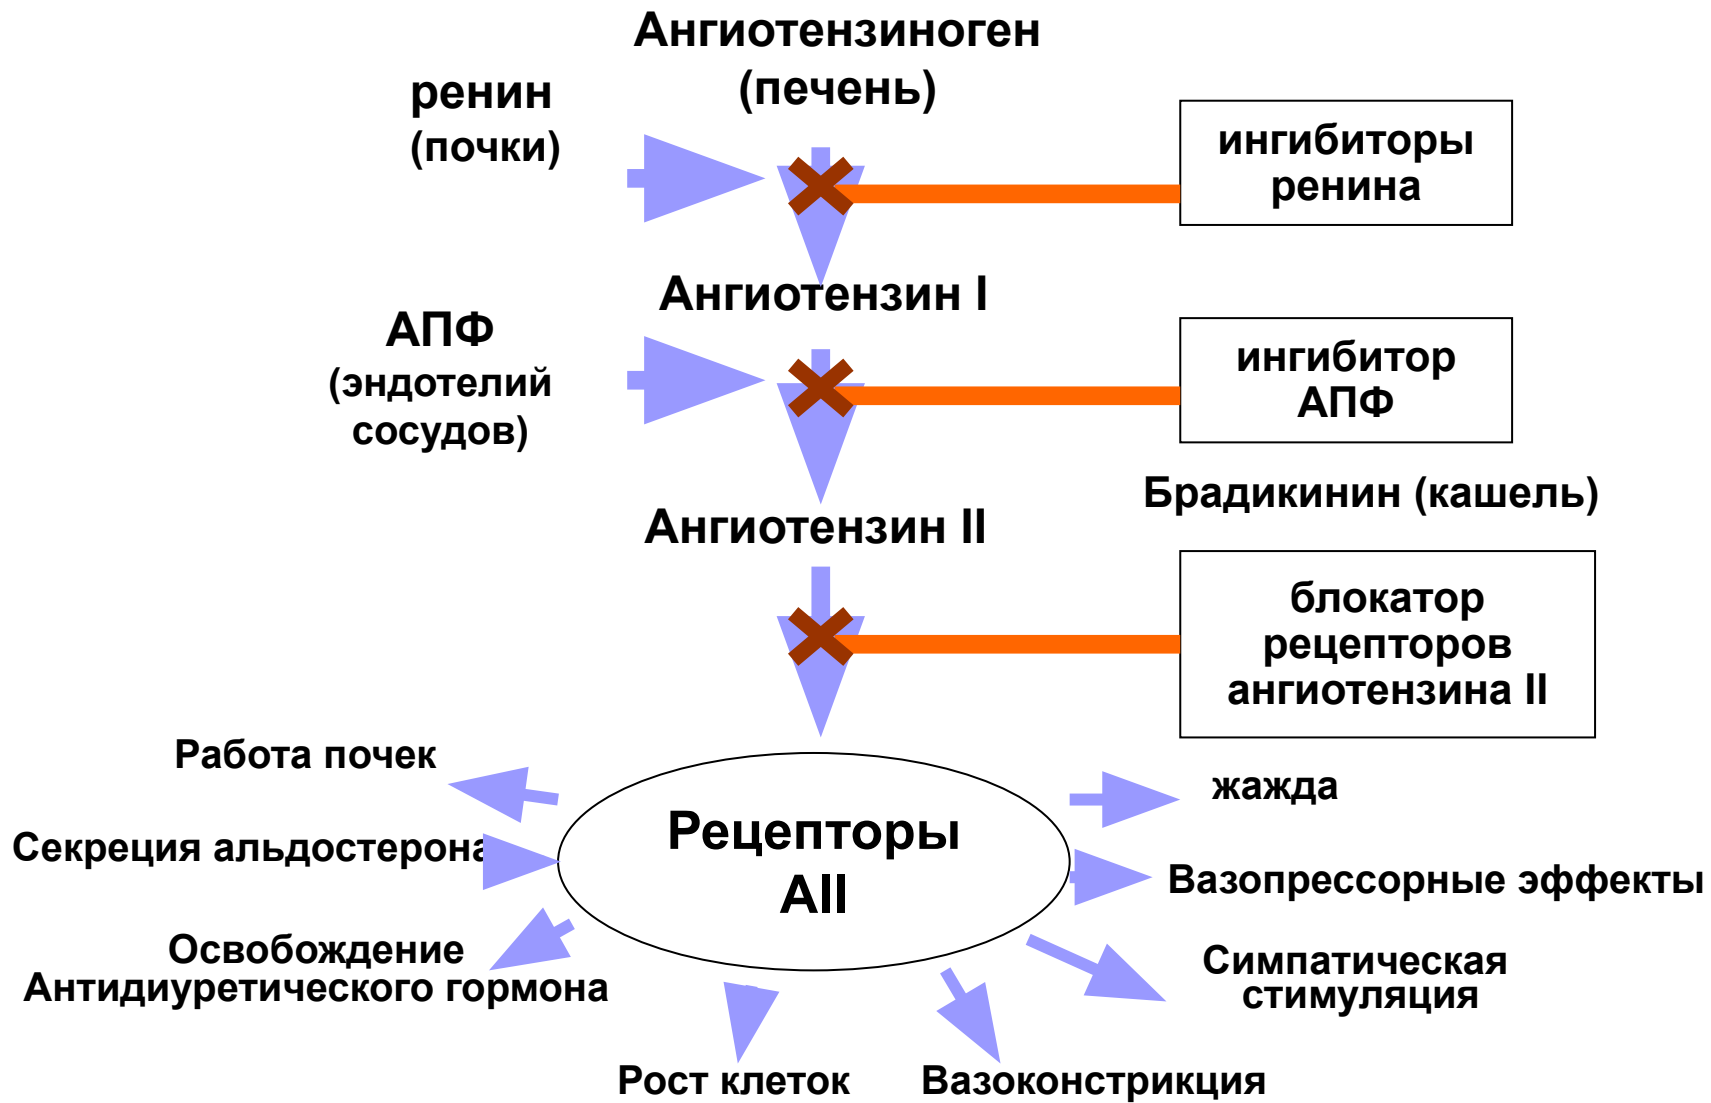 Ангиотензиноген
(печень)
ренин
(почки)
ингибиторы
ренина
Ангиотензин I
АПФ
(эндотелий
сосудов)
ингибитор
АПФ
Брадикинин (кашель)
Ангиотензин II
блокатор
рецепторов
ангиотензина II
Работа почек
жажда
Рецепторы
АII
Секреция альдостерона
Вазопрессорные эффекты
Освобождение
Антидиуретического гормона
Симпатическая
стимуляция
Рост клеток
Вазоконстрикция